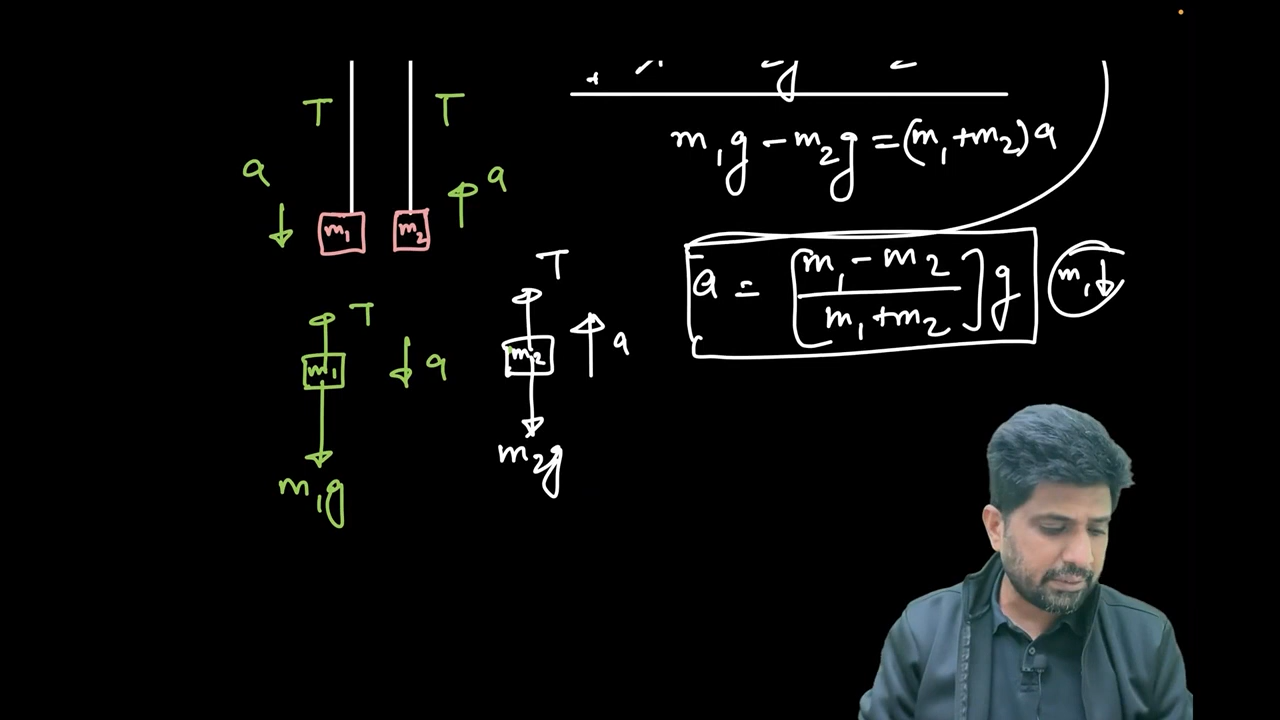 T T
a a
m₁ m₂
m₁g - m₂g = (m₁+m₂)a
a = [m₁ - m₂ / m₁+m₂] g
m₁↓
T
m₁
↓ a
m₁g
T
m₂
↑ a
m₂g